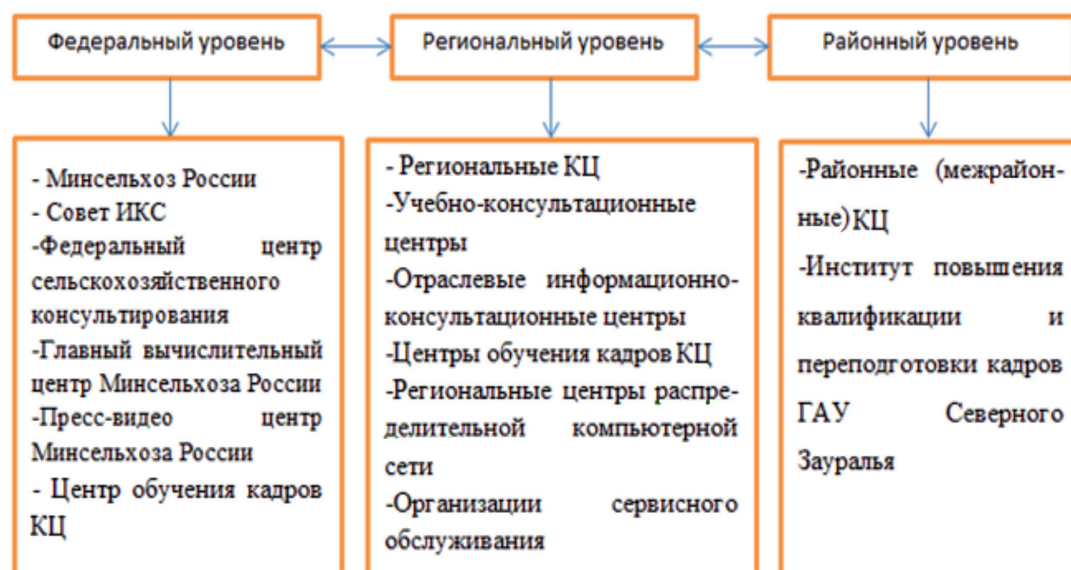 Федеральный уровень
Региональный уровень
Районный уровень
- Минсельхоз России
- Совет ИКС
-Федеральный центр
сельскохозяйственного
консультирования
-Главный вычислительный
центр Минсельхоза России
-Пресс-видео центр
Минсельхоза России
- Центр обучения кадров
КЦ
- Региональные КЦ
-Учебно-консультационные
центры
-Отраслевые информационно-
консультационные центры
-Центры обучения кадров КЦ
-Региональные центры распре-
делительной компьютерной
сети
-Организации сервисного
обслуживания
-Районные (межрайон-
ные)КЦ
-Институт повышения
квалификации и
переподготовки кадров
ГАУ Северного
Зауралья